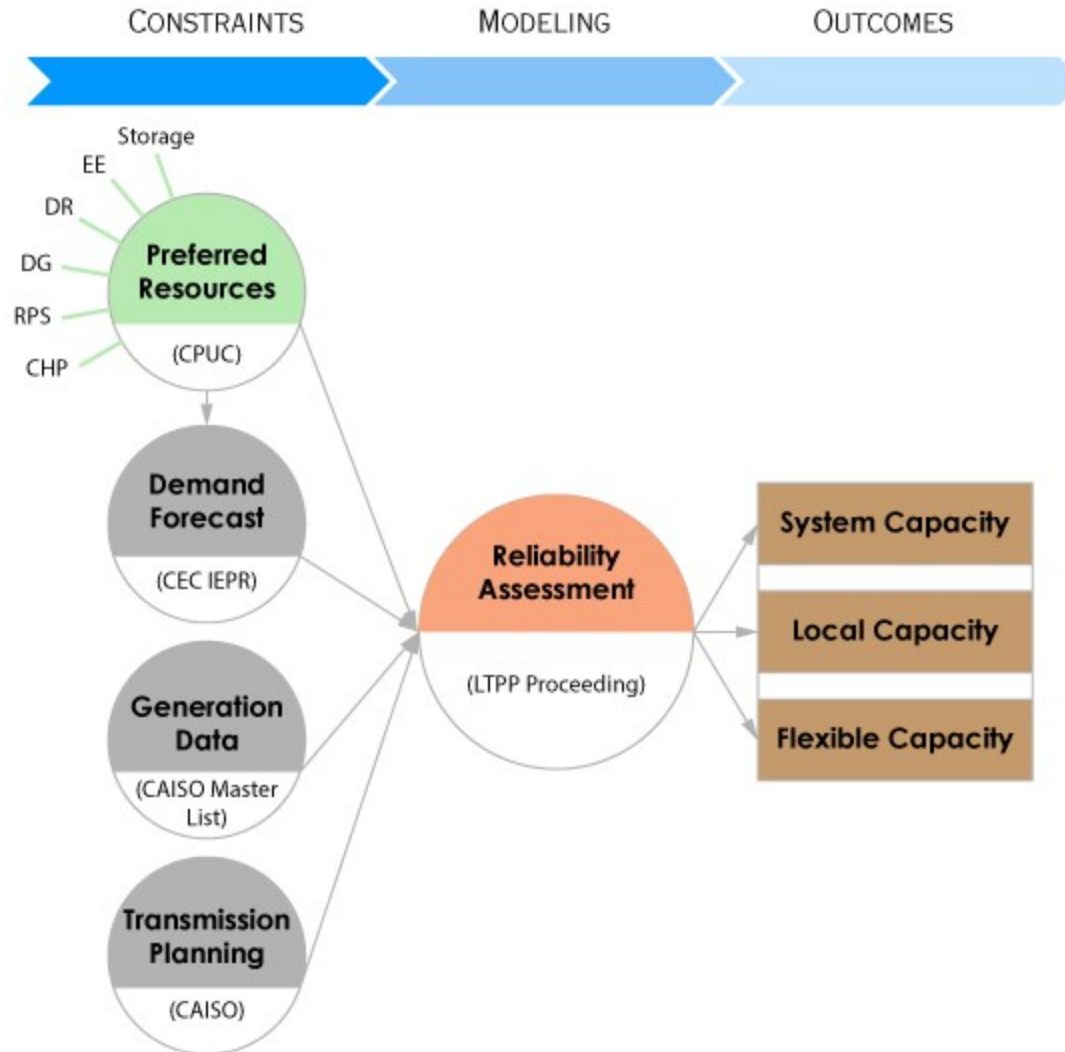 CONSTRAINTS
MODELING
OUTCOMES
Storage
EE
DR
DG
RPS
CHP
Preferred
Resources
(CPUC)
Demand
Forecast
(CEC IEPR)
Generation
Data
(CAISO Master
List)
Transmission
Planning
(CAISO)
Reliability
Assessment
(LTPP Proceeding)
System Capacity
Local Capacity
Flexible Capacity